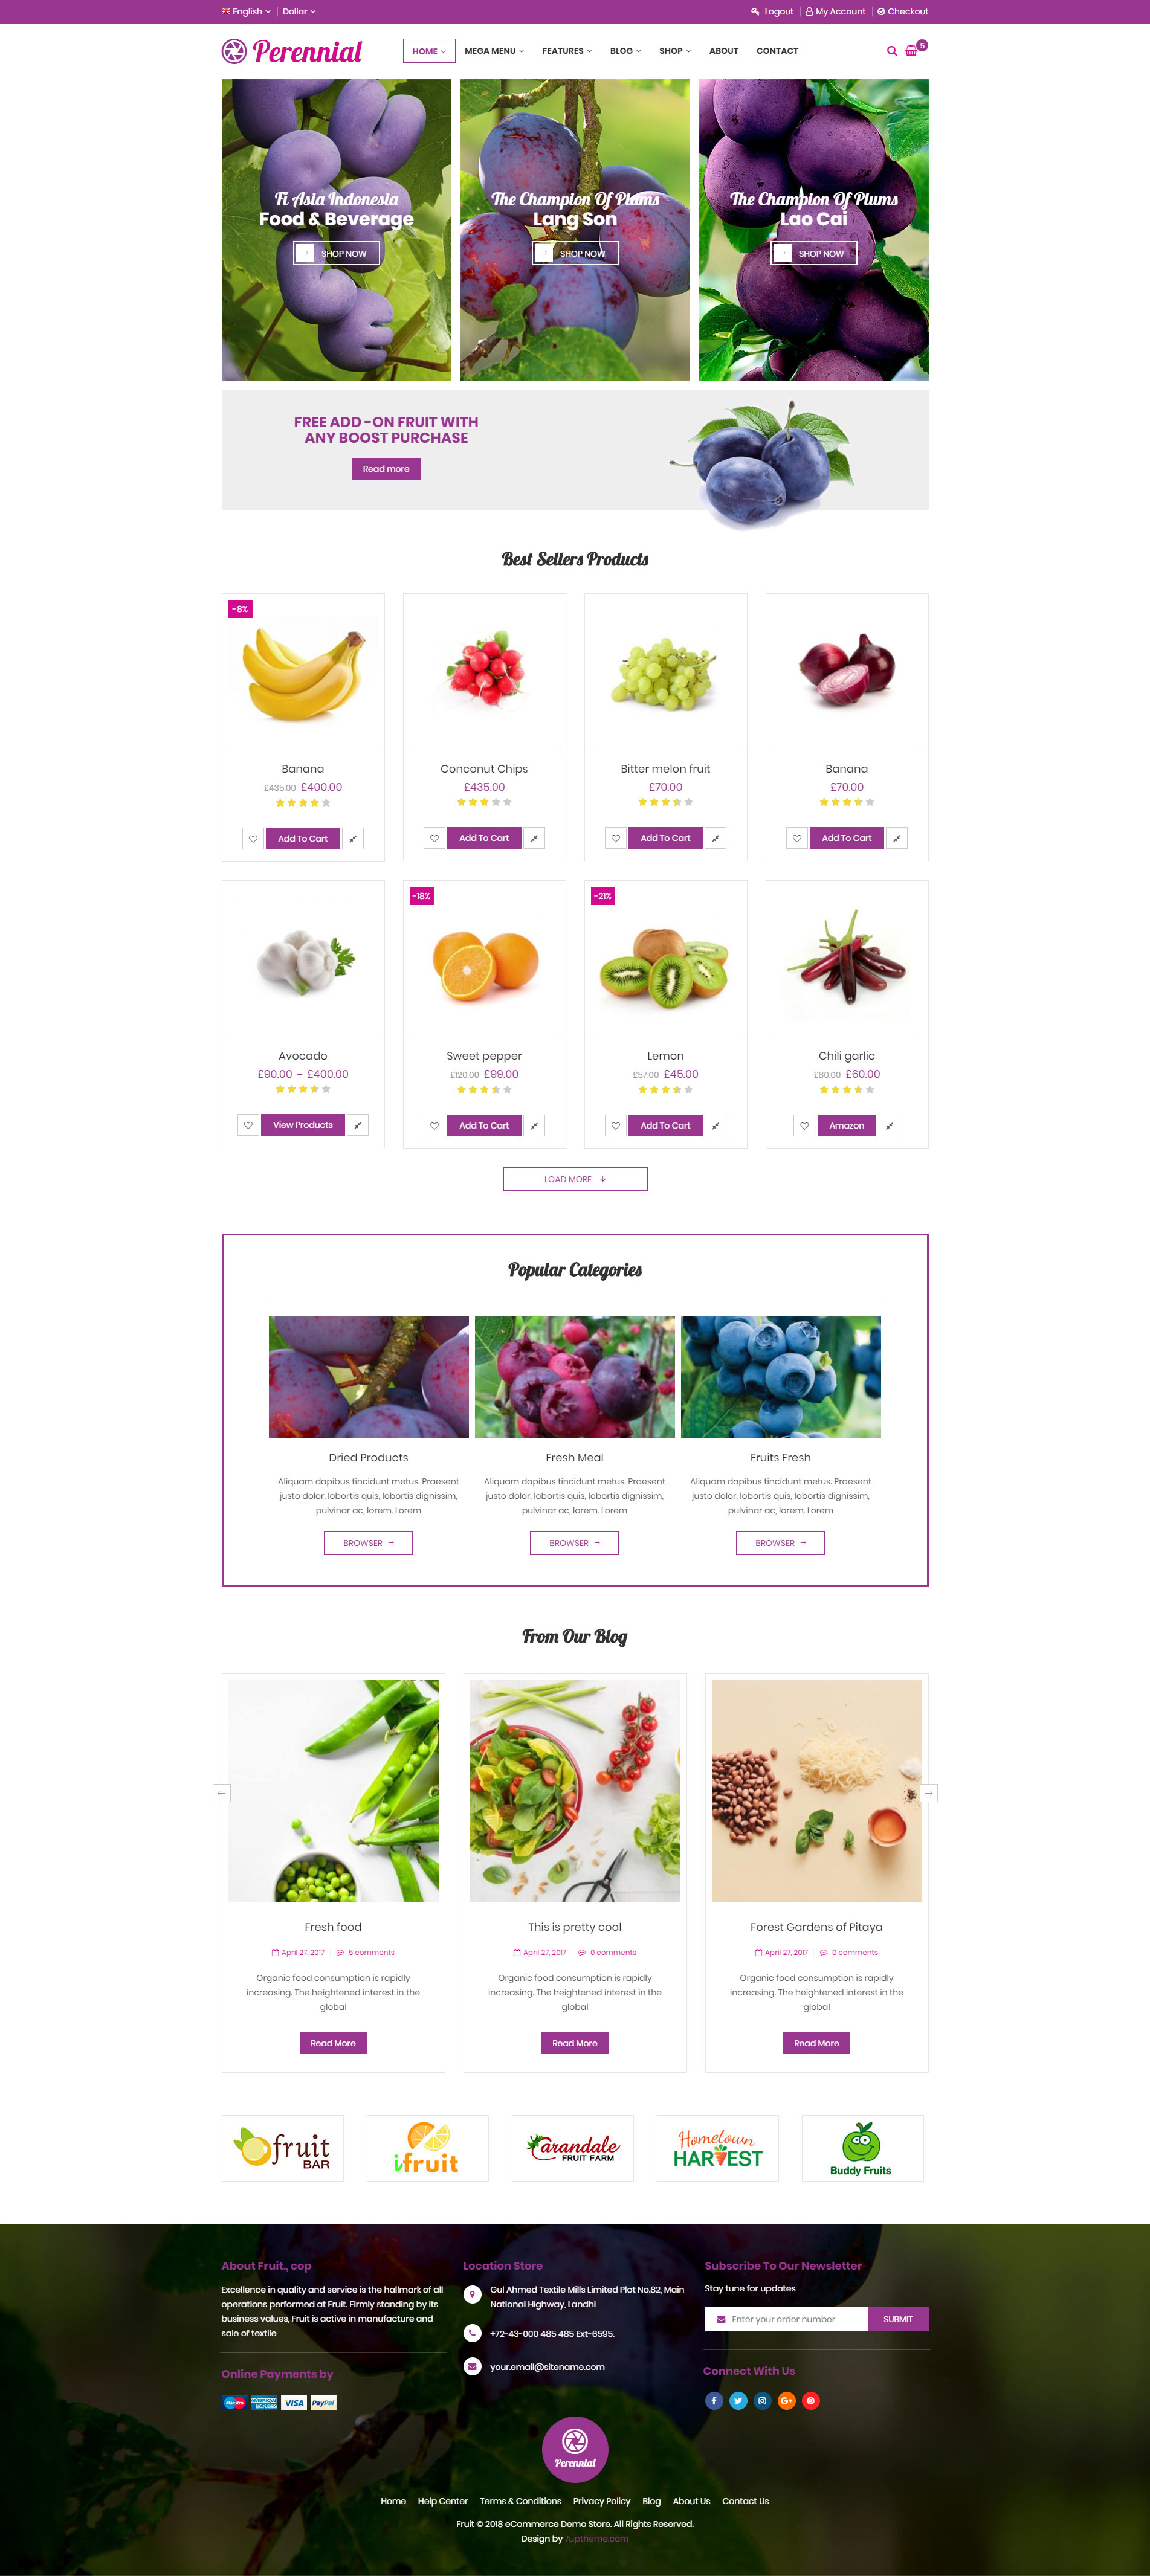 English Dollar
Logout My Account Checkout
Perennial
HOME MEGA MENU FEATURES BLOG SHOP ABOUT CONTACT
5
Fi Asia Indonesia
Food & Beverage
SHOP NOW
The Champion Of Plums
Lang Son
SHOP NOW
The Champion Of Plums
Lao Cai
SHOP NOW
FREE ADD -ON FRUIT WITH
ANY BOOST PURCHASE
Read more
Best Sellers Products
-8%
Banana
£435.00 £400.00
Add To Cart
Conconut Chips
£435.00
Add To Cart
Bitter melon fruit
£70.00
Add To Cart
Banana
£70.00
Add To Cart
Avocado
£90.00 – £400.00
View Products
-18%
Sweet pepper
£120.00 £99.00
Add To Cart
-21%
Lemon
£57.00 £45.00
Add To Cart
Chili garlic
£80.00 £60.00
Amazon
LOAD MORE
Popular Categories
Dried Products
Aliquam dapibus tincidunt metus. Praesent
justo dolor, lobortis quis, lobortis dignissim,
pulvinar ac, lorem. Lorem
BROWSER
Fresh Meal
Aliquam dapibus tincidunt metus. Praesent
justo dolor, lobortis quis, lobortis dignissim,
pulvinar ac, lorem. Lorem
BROWSER
Fruits Fresh
Aliquam dapibus tincidunt metus. Praesent
justo dolor, lobortis quis, lobortis dignissim,
pulvinar ac, lorem. Lorem
BROWSER
From Our Blog
Fresh food
April 27, 2017 5 comments
Organic food consumption is rapidly
increasing. The heightened interest in the
global
Read More
This is pretty cool
April 27, 2017 0 comments
Organic food consumption is rapidly
increasing. The heightened interest in the
global
Read More
Forest Gardens of Pitaya
April 27, 2017 0 comments
Organic food consumption is rapidly
increasing. The heightened interest in the
global
Read More
fruit
BAR
ifruit
Carandale
FRUIT FARM
Hometown
HARVEST
Buddy Fruits
About Fruit., cop
Excellence in quality and service is the hallmark of all
operations performed at Fruit. Firmly standing by its
business values, Fruit is active in manufacture and
sale of textile
Online Payments by
Maestro AMERICAN EXPRESS VISA PayPal
Location Store
Gul Ahmed Textile Mills Limited Plot No.82, Main
National Highway, Landhi
+72-43-000 485 485 Ext-6595.
your.email@sitename.com
Subscribe To Our Newsletter
Stay tune for updates
Enter your order number SUBMIT
Connect With Us
Perennial
Home Help Center Terms & Conditions Privacy Policy Blog About Us Contact Us
Fruit © 2018 eCommerce Demo Store. All Rights Reserved.
Design by 7uptheme.com